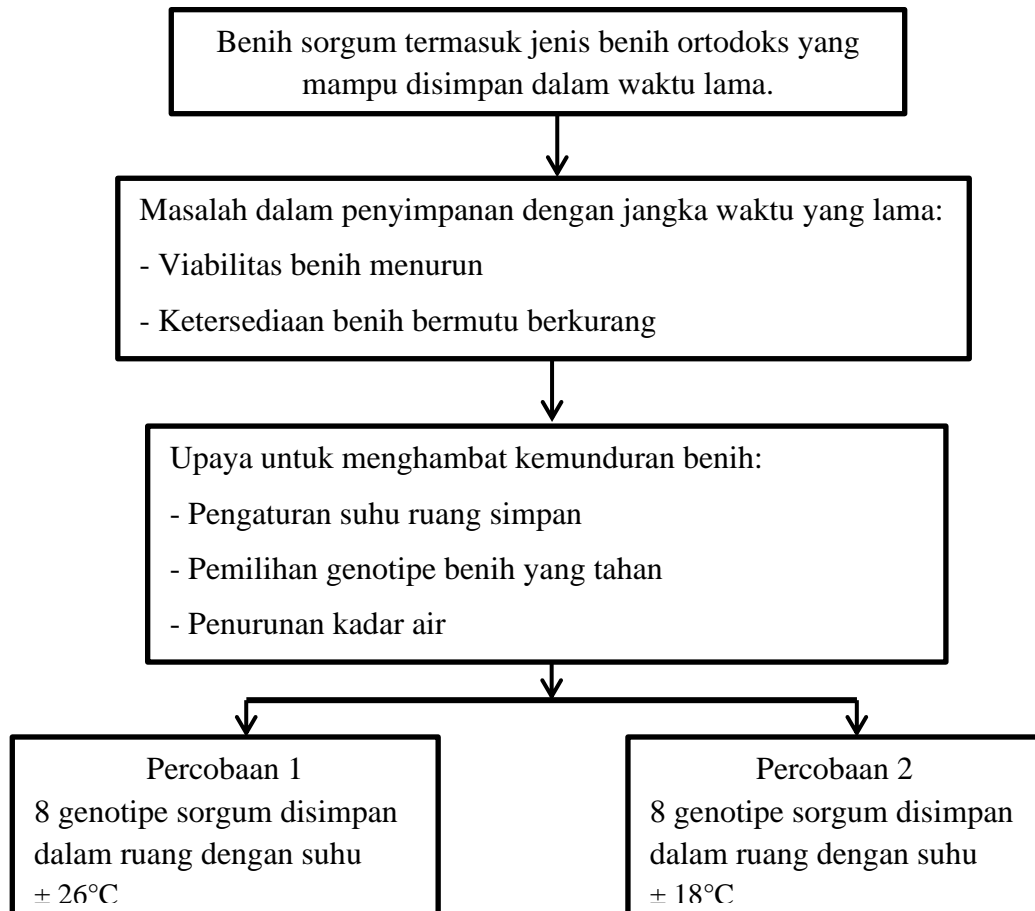 Benih sorgum termasuk jenis benih ortodoks yang
mampu disimpan dalam waktu lama.
Masalah dalam penyimpanan dengan jangka waktu yang lama:
- Viabilitas benih menurun
- Ketersediaan benih bermutu berkurang
Upaya untuk menghambat kemunduran benih:
- Pengaturan suhu ruang simpan
- Pemilihan genotipe benih yang tahan
- Penurunan kadar air
Percobaan 1
8 genotipe sorgum disimpan
dalam ruang dengan suhu
± 26°C
Percobaan 2
8 genotipe sorgum disimpan
dalam ruang dengan suhu
± 18°C